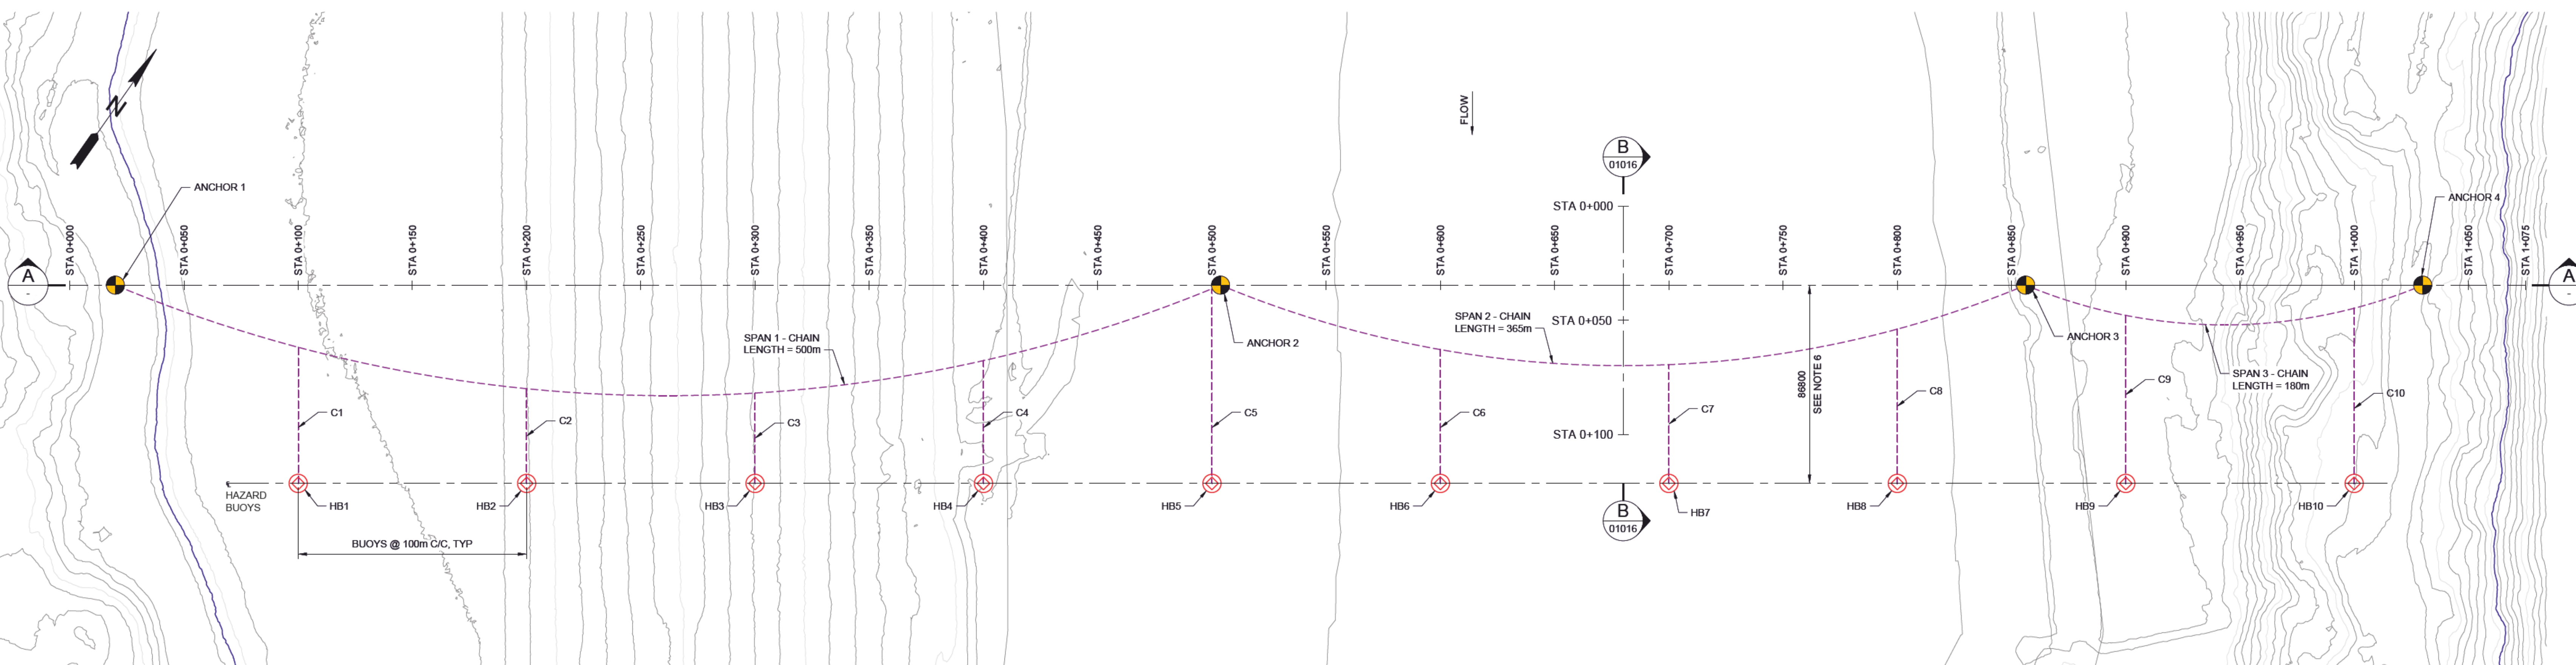 N
FLOW
B
01016
ANCHOR 1
ANCHOR 4
STA 0+000
STA 0+000
STA 0+050
STA 0+100
STA 0+150
STA 0+200
STA 0+250
STA 0+300
STA 0+350
STA 0+400
STA 0+450
STA 0+500
STA 0+550
STA 0+600
STA 0+650
STA 0+700
STA 0+750
STA 0+800
STA 0+850
STA 0+900
STA 0+950
STA 1+000
STA 1+050
STA 1+075
A
-
A
-
SPAN 1 - CHAIN
LENGTH = 500m
ANCHOR 2
SPAN 2 - CHAIN
LENGTH = 365m
STA 0+050
ANCHOR 3
SPAN 3 - CHAIN
LENGTH = 180m
86800
SEE NOTE 6
C1
C2
C3
C4
C5
C6
C7
C8
C9
C10
STA 0+100
HAZARD
BUOYS
HB1
HB2
HB3
HB4
HB5
HB6
HB7
HB8
HB9
HB10
B
01016
BUOYS @ 100m C/C, TYP